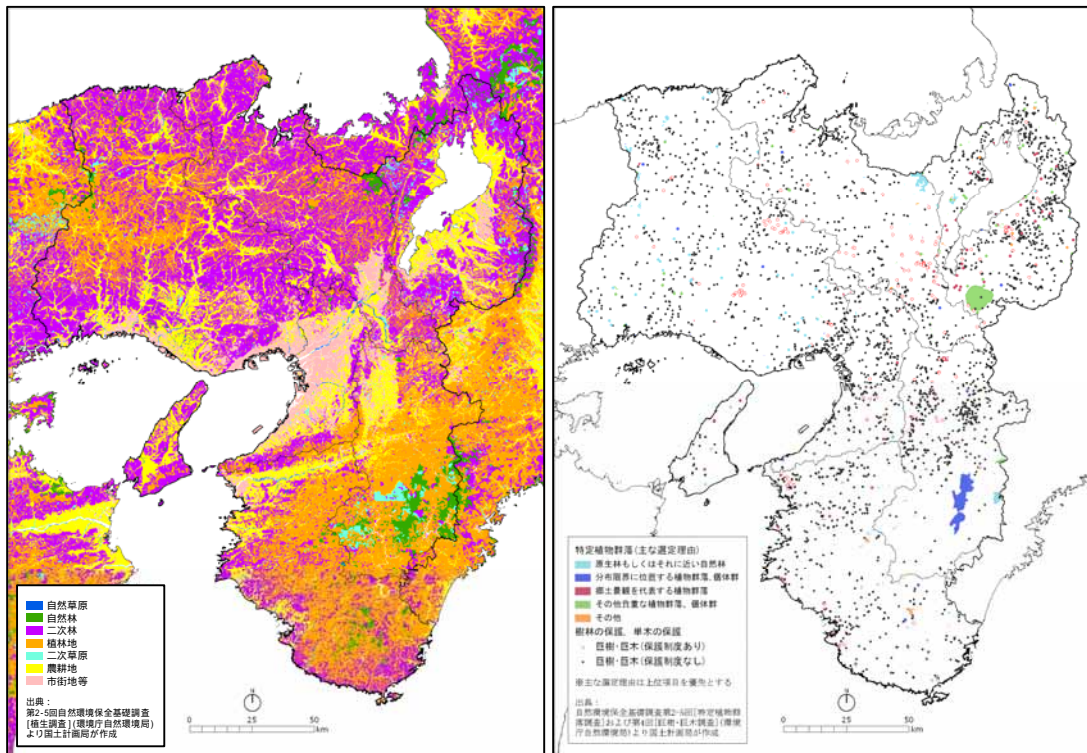 自然草原
自然林
二次林
植林地
二次草原
農耕地
市街地等
出典：
第2-5回自然環境保全基礎調査
[植生調査](環境庁自然環境局)
より国土計画局が作成
0 25 50
km
特定植物群落(主な選定理由)
原生林もしくはそれに近い自然林
分布限界に位置する植物群落、個体群
郷土景観を代表する植物群落
その他貴重な植物群落、個体群
その他
樹林の保護、単木の保護
巨樹・巨木(保護制度あり)
巨樹・巨木(保護制度なし)
※主な選定理由は上位項目を優先とする
出典：
自然環境保全基礎調査第2-5回[特定植物群
落調査]および第4回[巨樹・巨木調査](環境
庁自然環境局)より国土計画局が作成
0 25 50
km